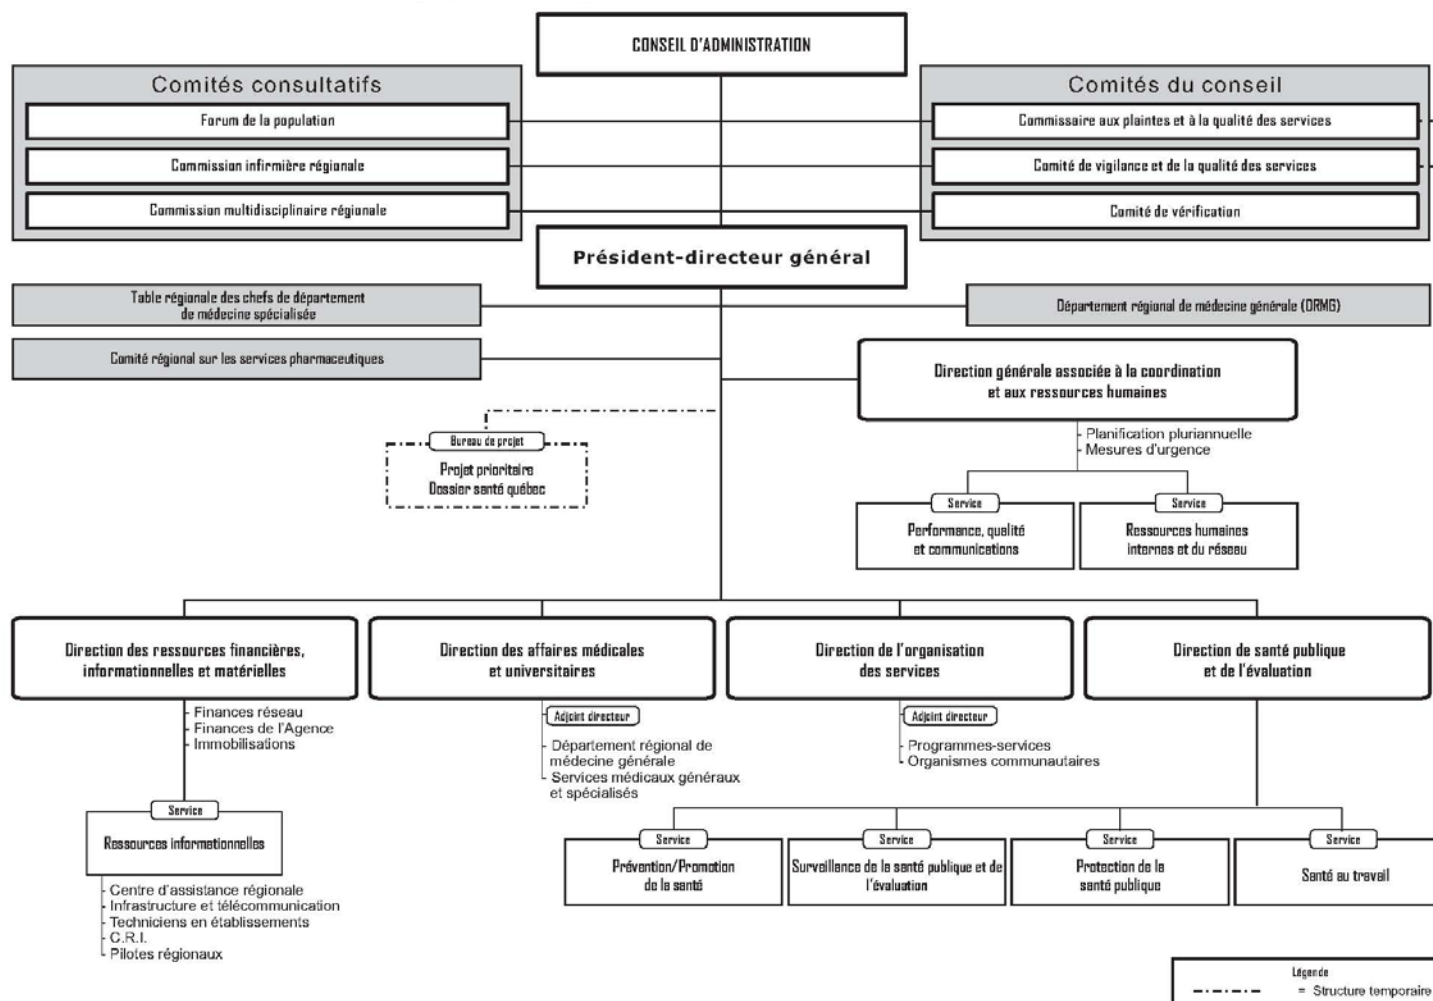 CONSEIL D'ADMINISTRATION
Comités consultatifs
Forum de la population
Commission infirmière régionale
Commission multidisciplinaire régionale
Comités du conseil
Commissaire aux plaintes et à la qualité des services
Comité de vigilance et de la qualité des services
Comité de vérification
Président-directeur général
Table régionale des chefs de département
de médecine spécialisée
Département régional de médecine générale (DRMG)
Comité régional sur les services pharmaceutiques
Direction générale associée à la coordination
et aux ressources humaines
- Planification pluriannuelle
- Mesures d'urgence
Bureau de projet
Projet prioritaire
Dossier santé québec
Service
Performance, qualité
et communications
Service
Ressources humaines
internes et du réseau
Direction des ressources financières,
informationnelles et matérielles
- Finances réseau
- Finances de l'Agence
- Immobilisations
Service
Ressources informationnelles
- Centre d'assistance régionale
- Infrastructure et télécommunication
- Techniciens en établissements
- C.R.I.
- Pilotes régionaux
Direction des affaires médicales
et universitaires
Adjoint directeur
- Département régional de
médecine générale
- Services médicaux généraux
et spécialisés
Direction de l'organisation
des services
Adjoint directeur
- Programmes-services
- Organismes communautaires
Direction de santé publique
et de l'évaluation
Service
Prévention/Promotion
de la santé
Service
Surveillance de la santé publique et de
l'évaluation
Service
Protection de la
santé publique
Service
Santé au travail
Légende
= Structure temporaire